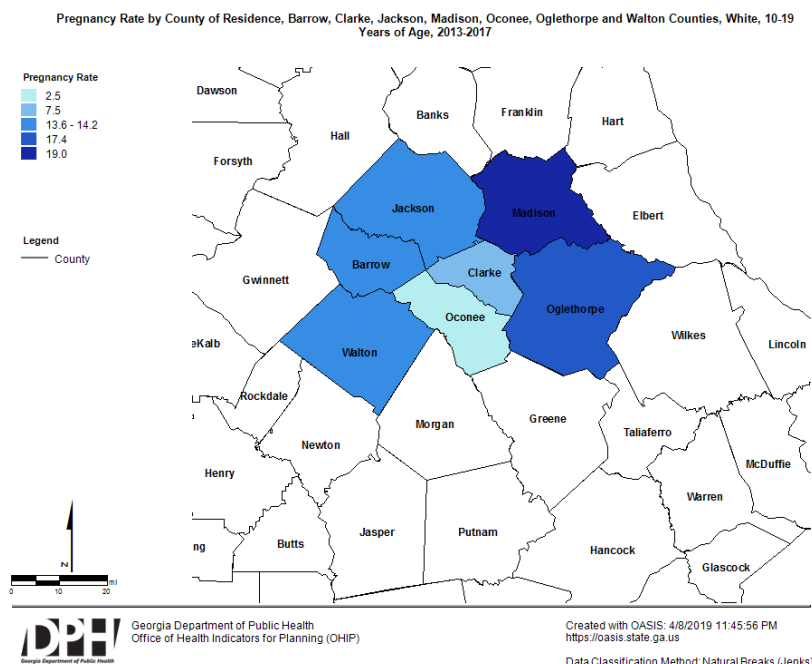 Pregnancy Rate by County of Residence, Barrow, Clarke, Jackson, Madison, Oconee, Oglethorpe and Walton Counties, White, 10-19
Years of Age, 2013-2017
Pregnancy Rate
2.5
7.5
13.6 - 14.2
17.4
19.0
Legend
County
Dawson
Banks
Franklin
Hart
Hall
Forsyth
Jackson
Madison
Elbert
Gwinnett
Barrow
Clarke
Oconee
Oglethorpe
Wilkes
Lincoln
eKalb
Walton
Rockdale
Morgan
Greene
Taliaferro
Newton
McDuffie
Henry
Warren
ng
Butts
Jasper
Putnam
Hancock
Glascock
N
0 10 20 mi
DPH
Georgia Department of Public Health
Georgia Department of Public Health
Office of Health Indicators for Planning (OHIP)
Created with OASIS: 4/8/2019 11:45:56 PM
https://oasis.state.ga.us
Data Classification Method: Natural Breaks (Jenks)